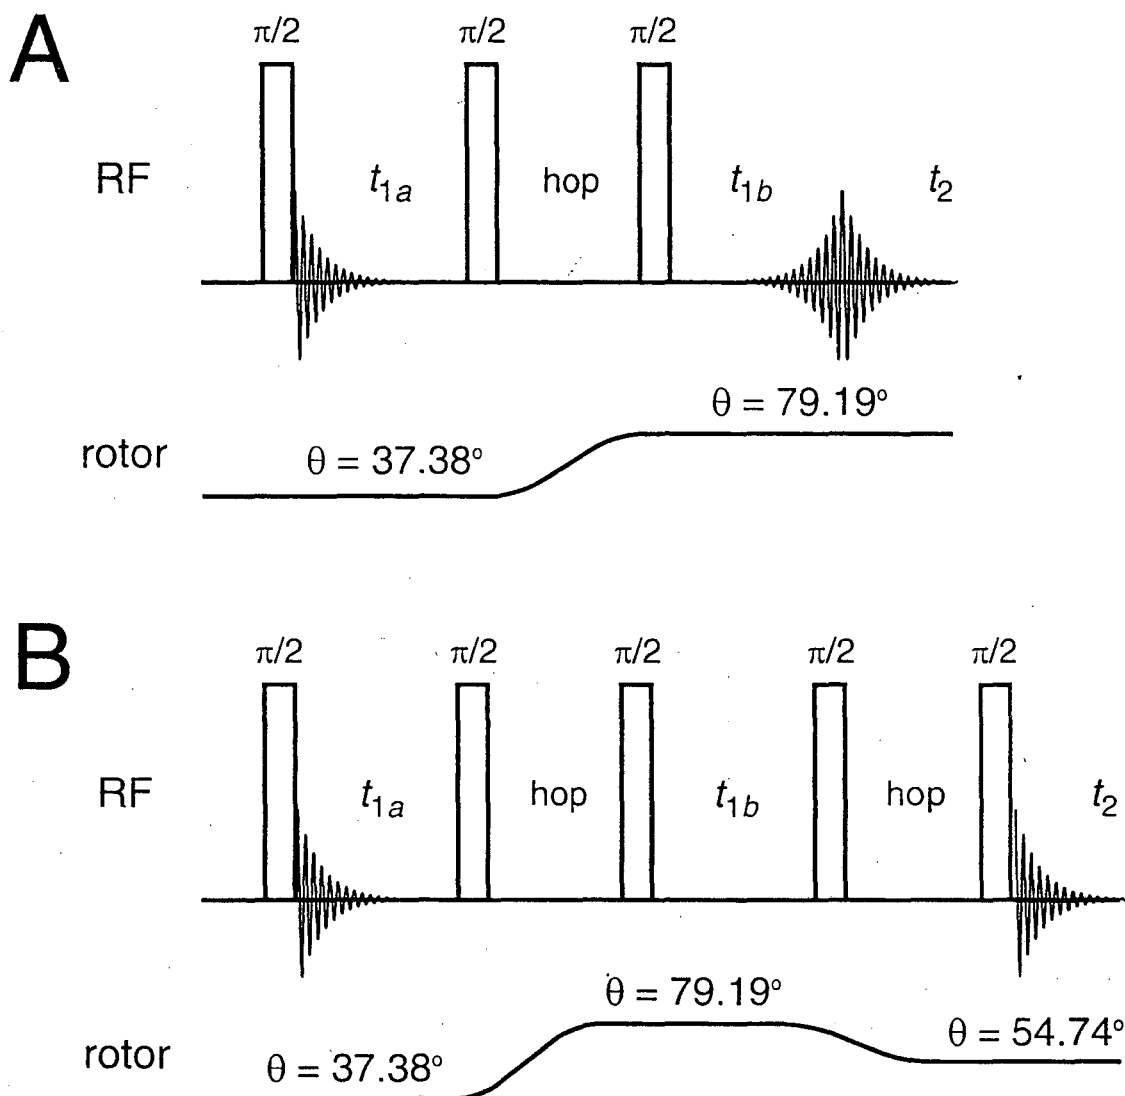 A
π/2 π/2 π/2
RF t1a hop t1b t2
θ = 79.19°
rotor θ = 37.38°
B
π/2 π/2 π/2 π/2 π/2
RF t1a hop t1b hop t2
θ = 79.19°
θ = 54.74°
rotor θ = 37.38°